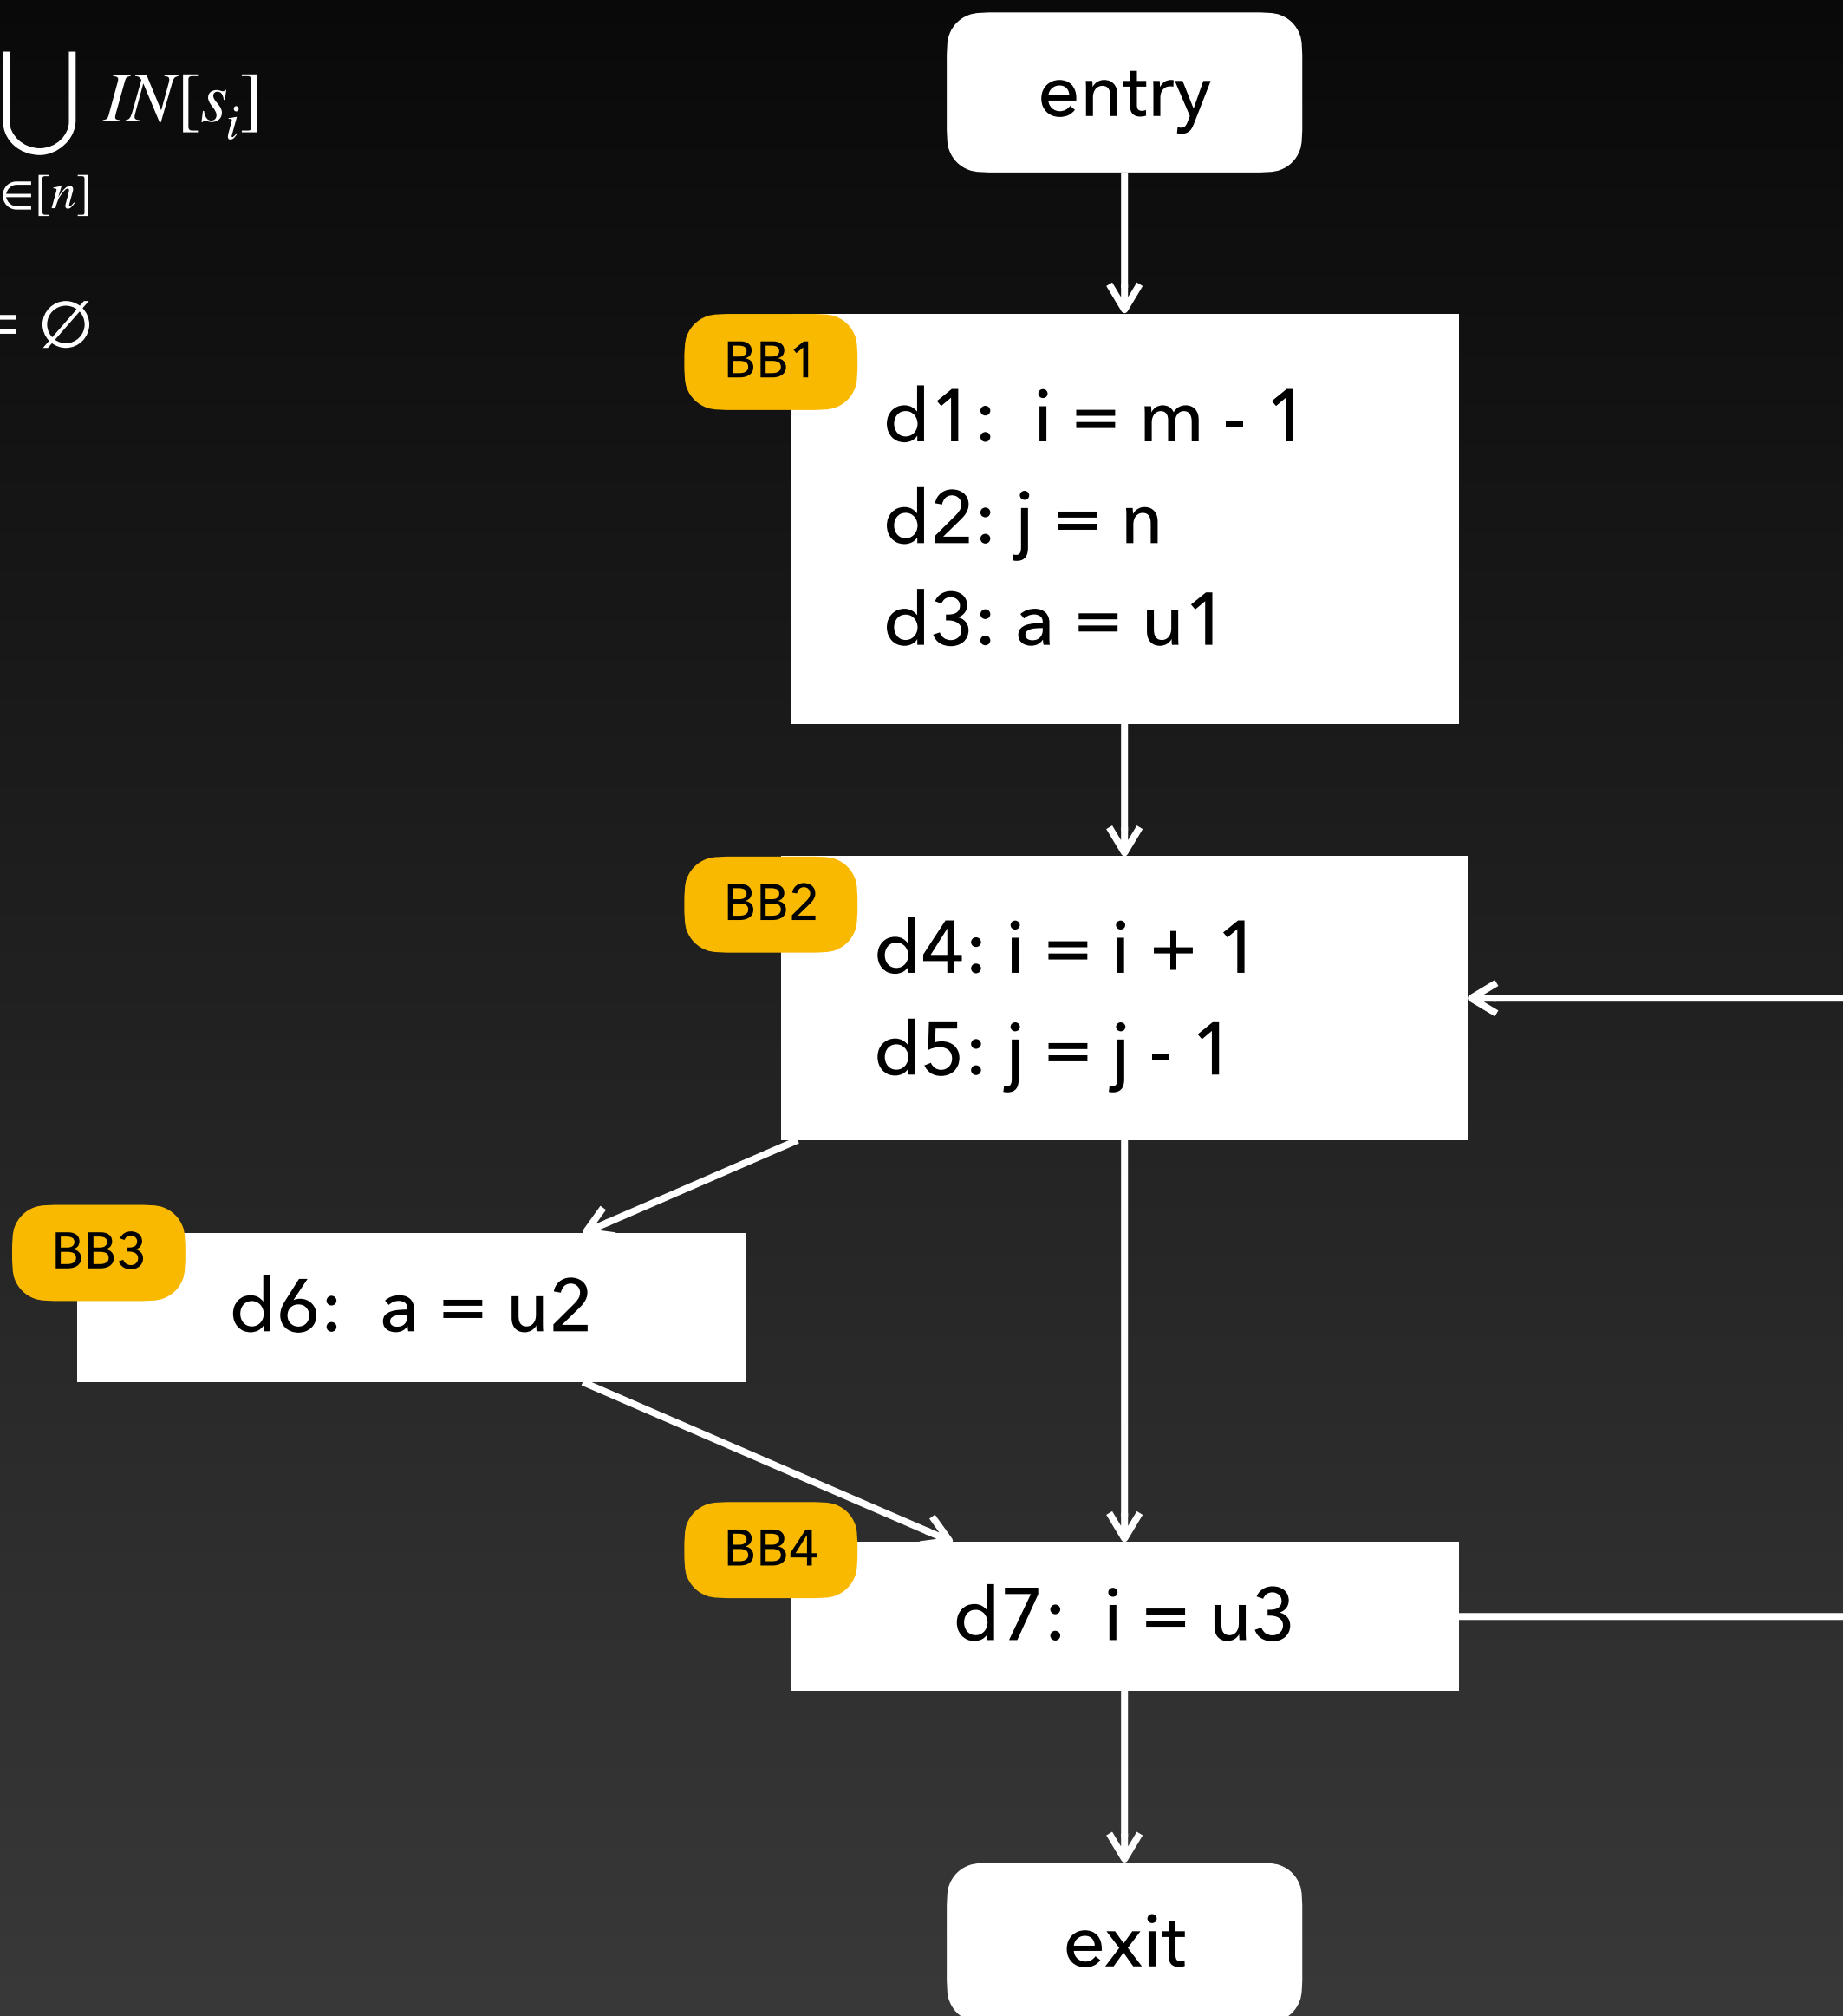 ⋃ IN[sᵢ]
∈[n]
= ∅
entry
BB1
d1: i = m - 1
d2: j = n
d3: a = u1
BB2
d4: i = i + 1
d5: j = j - 1
BB3
d6: a = u2
BB4
d7: i = u3
exit